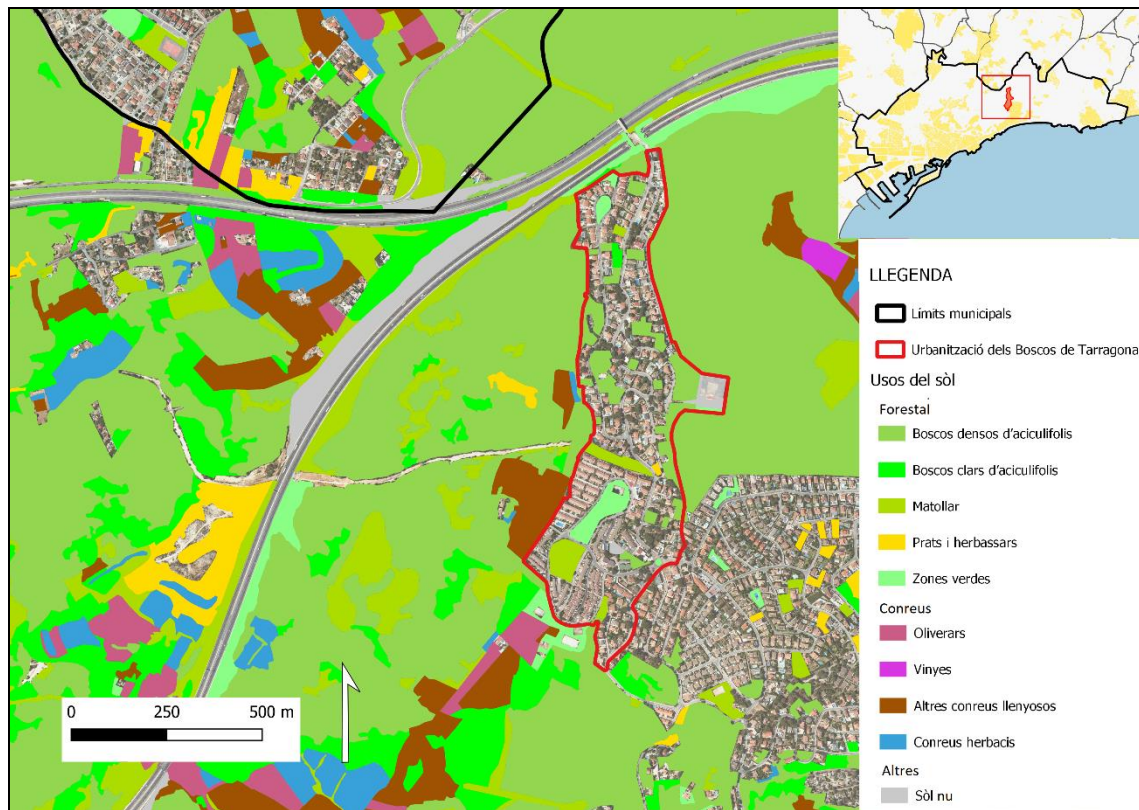 LLEGENDA
Límits municipals
Urbanització dels Boscos de Tarragona
Usos del sòl
Forestal
Boscos densos d'aciculifolis
Boscos clars d'aciculifolis
Matollar
Prats i herbassars
Zones verdes
Conreus
Oliverars
Vinyes
Altres conreus llenyosos
Conreus herbacis
Altres
Sòl nu
0 250 500 m